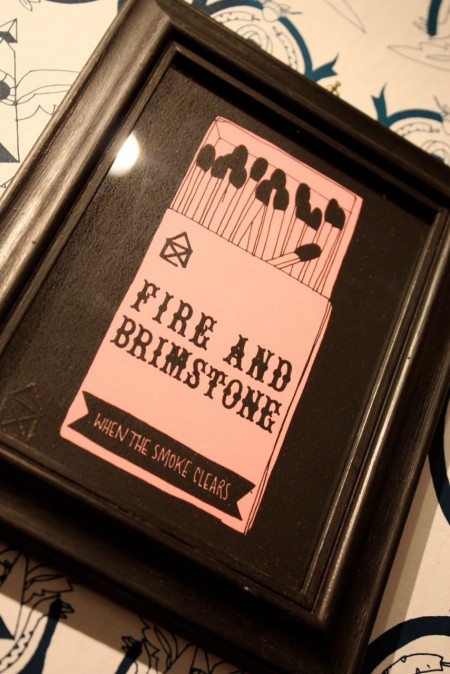 FIRE AND
BRIMSTONE
WHEN THE SMOKE CLEARS